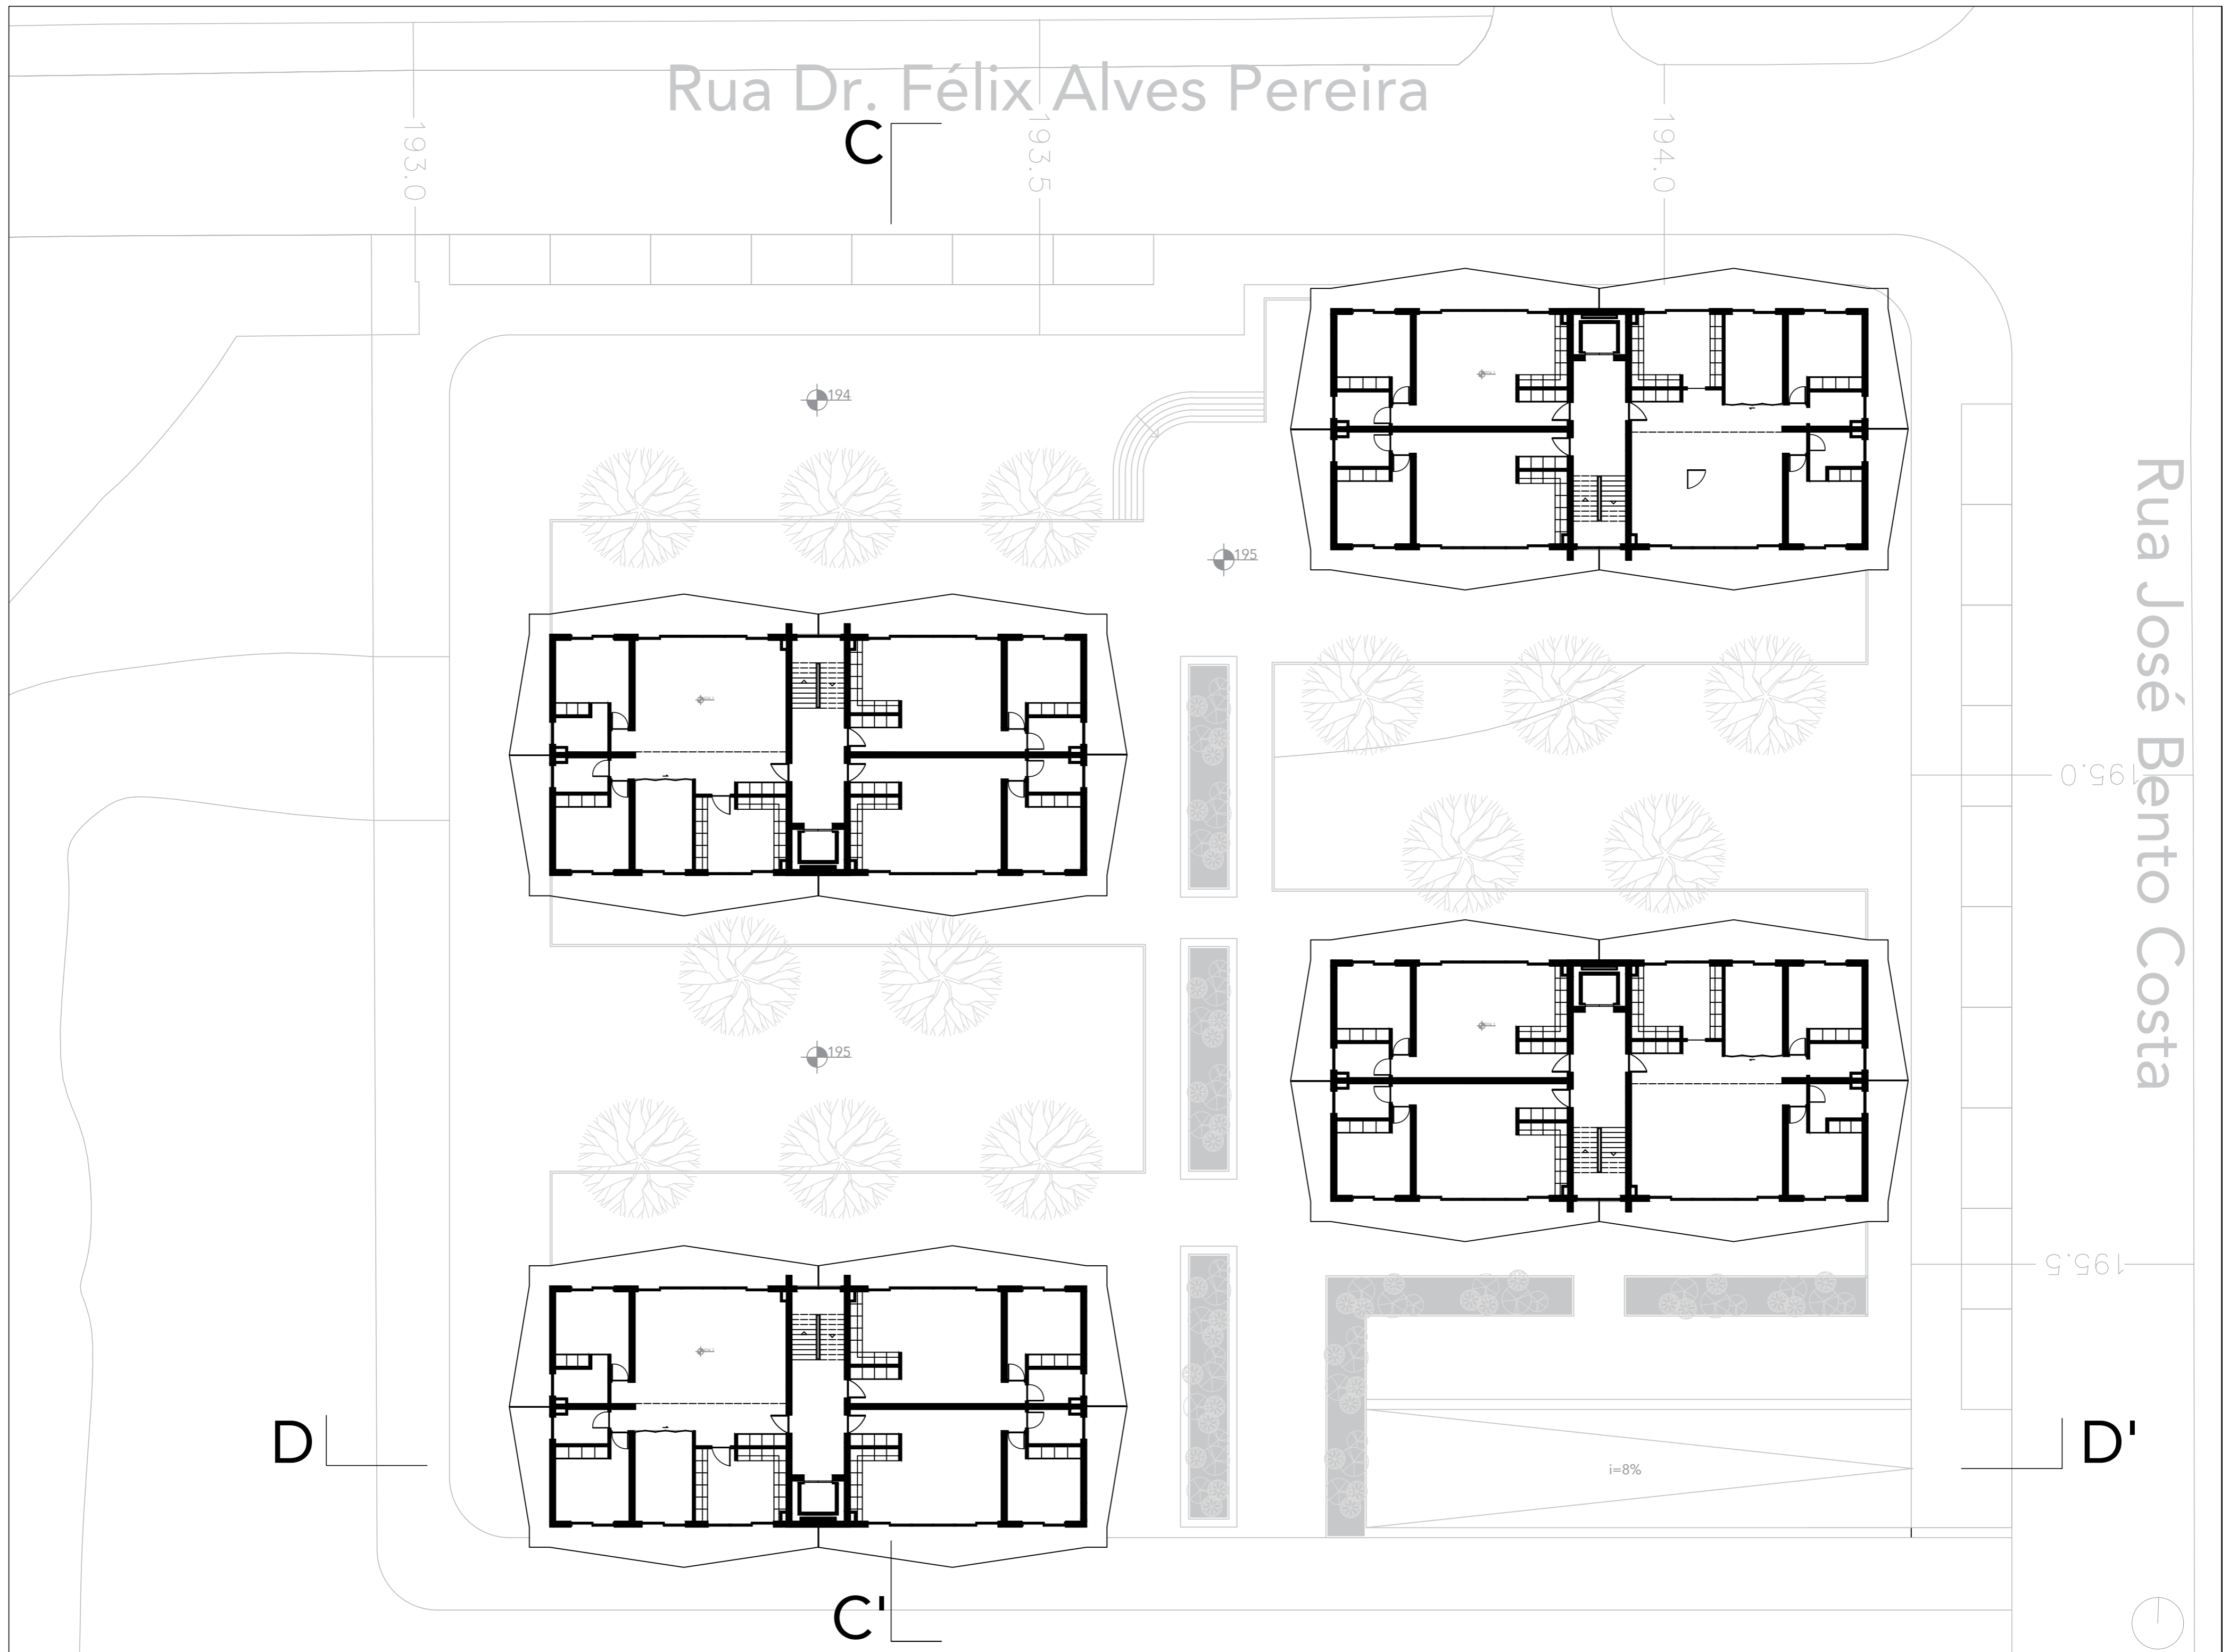 Rua Dr. Félix Alves Pereira
C
193.0
193.5
194.0
194
195
Rua José Bento Costa
195.0
195
195.5
D
D'
i=8%
C'